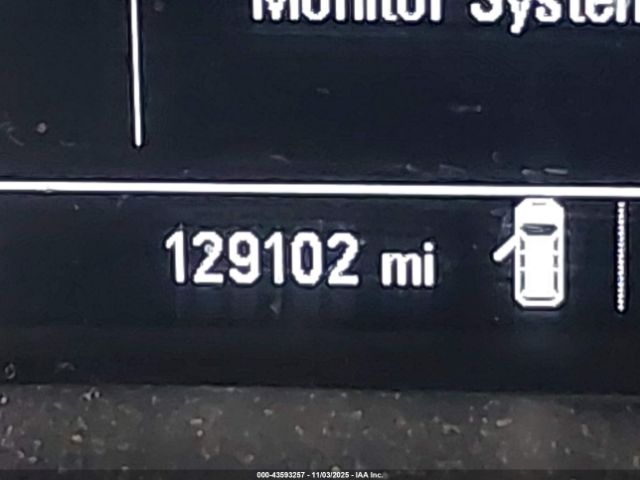 Monitor System
129102 mi
000-43593257 - 11/03/2025 - IAA Inc.